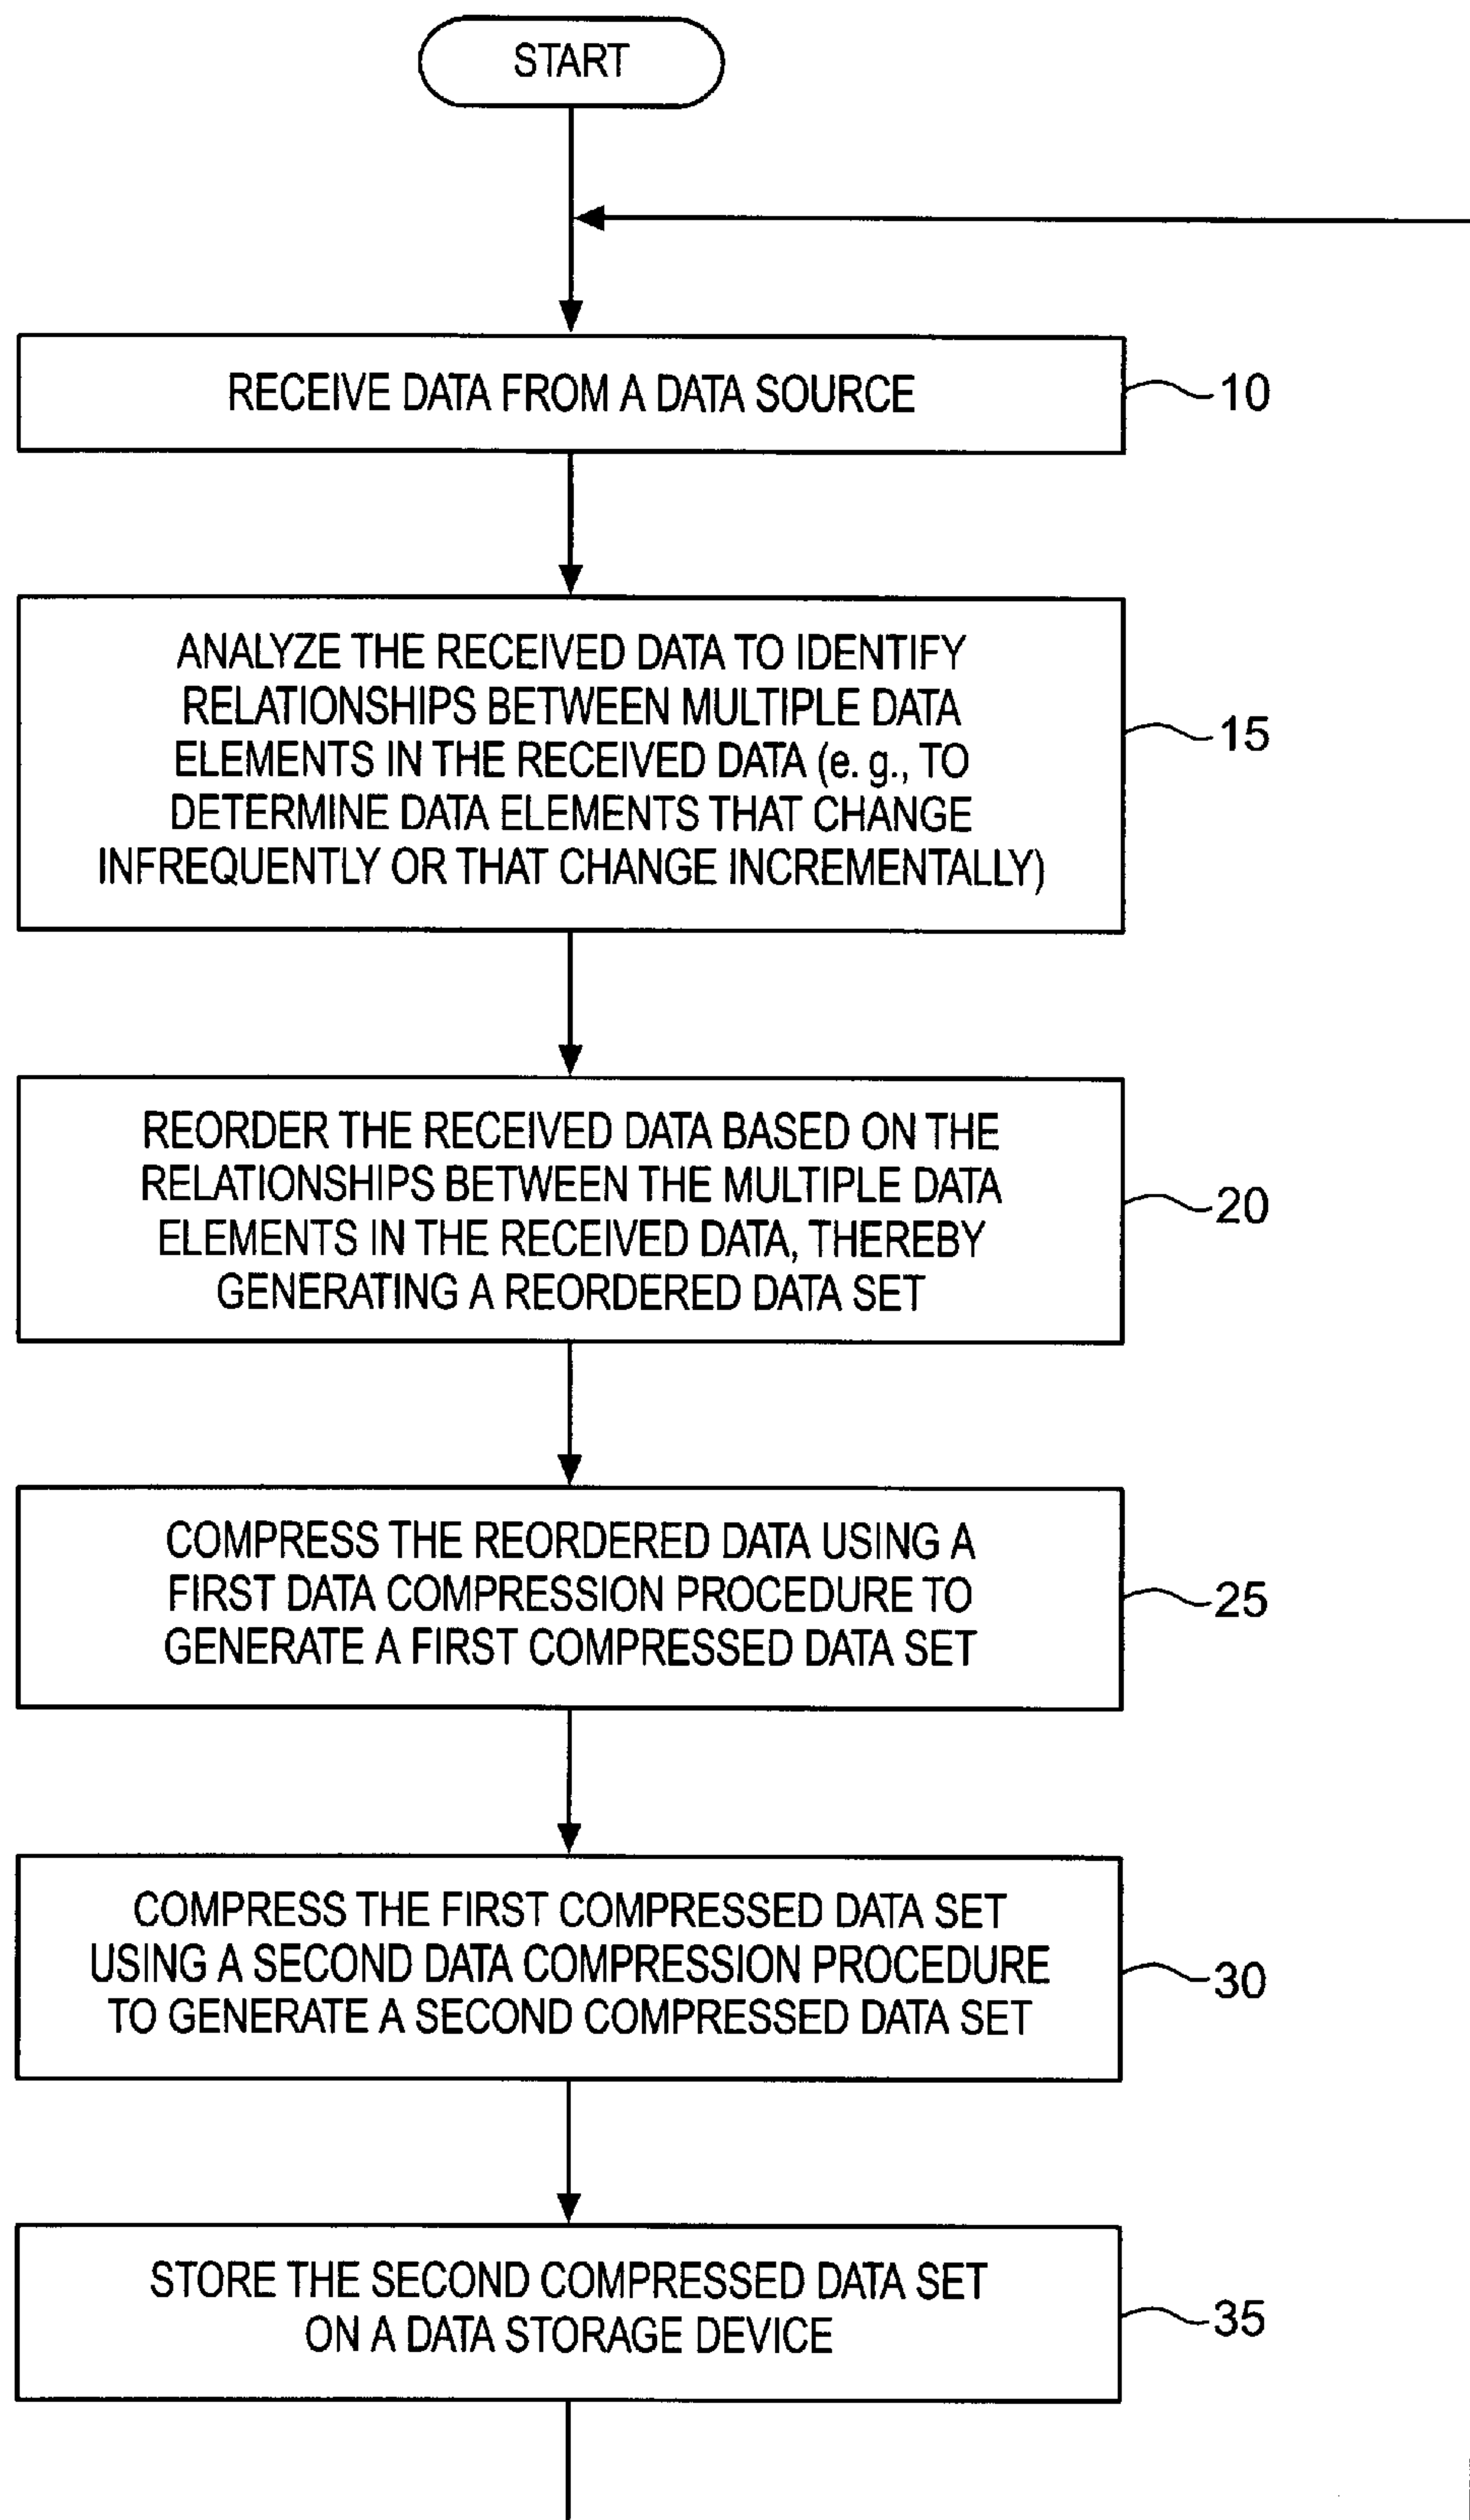 START
RECEIVE DATA FROM A DATA SOURCE
10
ANALYZE THE RECEIVED DATA TO IDENTIFY
RELATIONSHIPS BETWEEN MULTIPLE DATA
ELEMENTS IN THE RECEIVED DATA (e. g., TO
DETERMINE DATA ELEMENTS THAT CHANGE
INFREQUENTLY OR THAT CHANGE INCREMENTALLY)
15
REORDER THE RECEIVED DATA BASED ON THE
RELATIONSHIPS BETWEEN THE MULTIPLE DATA
ELEMENTS IN THE RECEIVED DATA, THEREBY
GENERATING A REORDERED DATA SET
20
COMPRESS THE REORDERED DATA USING A
FIRST DATA COMPRESSION PROCEDURE TO
GENERATE A FIRST COMPRESSED DATA SET
25
COMPRESS THE FIRST COMPRESSED DATA SET
USING A SECOND DATA COMPRESSION PROCEDURE
TO GENERATE A SECOND COMPRESSED DATA SET
30
STORE THE SECOND COMPRESSED DATA SET
ON A DATA STORAGE DEVICE
35